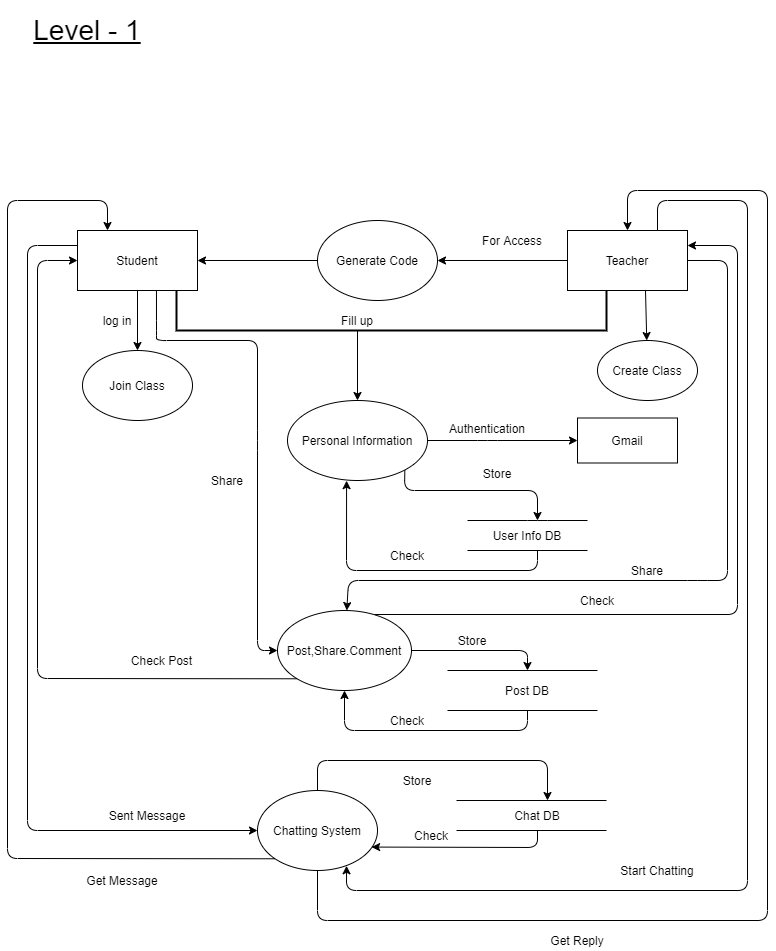 Level - 1
For Access
Student
Generate Code
Teacher
log in
Fill up
Join Class
Create Class
Authentication
Personal Information
Gmail
Store
Share
User Info DB
Check
Share
Check
Store
Post,Share.Comment
Check Post
Post DB
Check
Store
Sent Message
Chat DB
Chatting System
Check
Start Chatting
Get Message
Get Reply